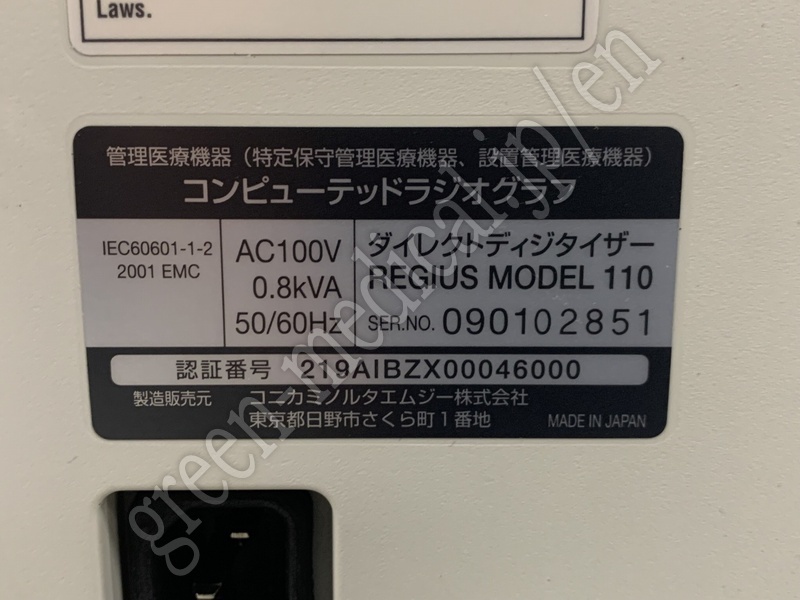 Laws.
管理医療機器（特定保守管理医療機器、設置管理医療機器）
コンピューテッドラジオグラフ
IEC60601-1-2
2001 EMC
AC100V
0.8kVA
50/60Hz
ダイレクトディジタイザー
REGIUS MODEL 110
SER.NO. 090102851
認証番号 219AIBZX00046000
製造販売元 コニカミノルタエムジー株式会社
東京都日野市さくら町1番地
MADE IN JAPAN
green-medical.jp/en